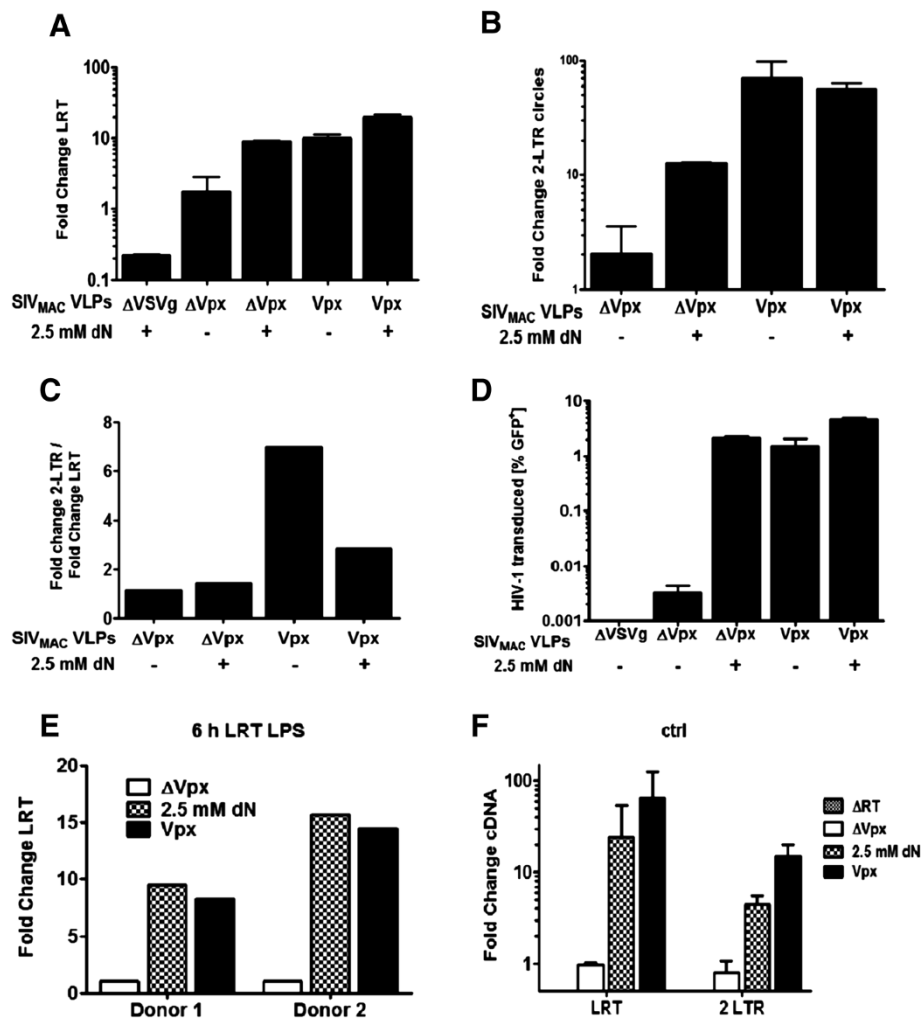 A
Fold Change LRT
100
10
1
0.1
SIVMAC VLPs ΔVSVg ΔVpx ΔVpx Vpx Vpx
2.5 mM dN + - + - +
B
Fold Change 2-LTR circles
100
10
1
SIVMAC VLPs ΔVpx ΔVpx Vpx Vpx
2.5 mM dN - + - +
C
Fold change 2-LTR /
Fold Change LRT
8
6
4
2
0
SIVMAC VLPs ΔVpx ΔVpx Vpx Vpx
2.5 mM dN - + - +
D
HIV-1 transduced [% GFP+]
10
1
0.1
0.01
0.001
SIVMAC VLPs ΔVSVg ΔVpx ΔVpx Vpx Vpx
2.5 mM dN - - + - +
E
6 h LRT LPS
Fold Change LRT
20
15
10
5
0
ΔVpx
2.5 mM dN
Vpx
Donor 1 Donor 2
F
ctrl
Fold Change cDNA
100
10
1
ΔRT
ΔVpx
2.5 mM dN
Vpx
LRT 2 LTR